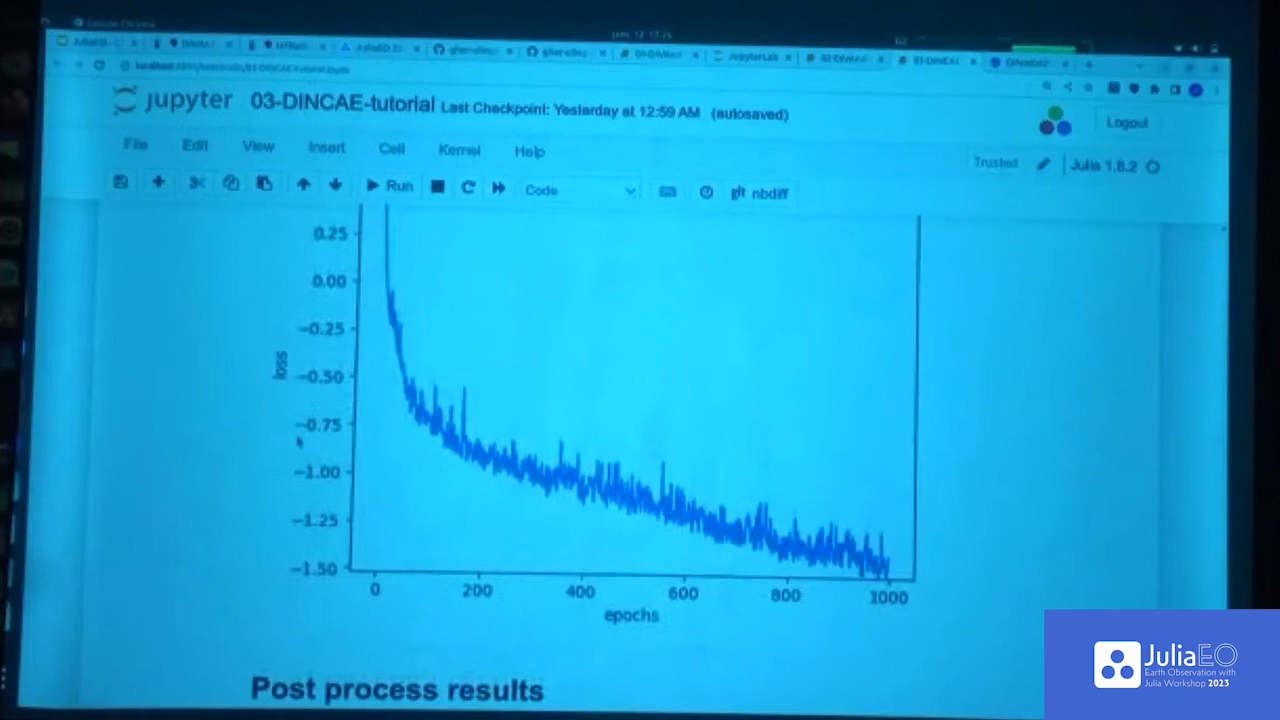 Google Chrome
JupyterLab
jupyter 03-DINCAE-tutorial Last Checkpoint: Yesterday at 12:59 AM (autosaved)
Logout
File Edit View Insert Cell Kernel Help
Trusted Julia 1.8.2
Run Code nbdiff
0.25
0.00
−0.25
−0.50
−0.75
−1.00
−1.25
−1.50
loss
0 200 400 600 800 1000
epochs
Post process results
JuliaEO
Earth Observation with
Julia Workshop 2023